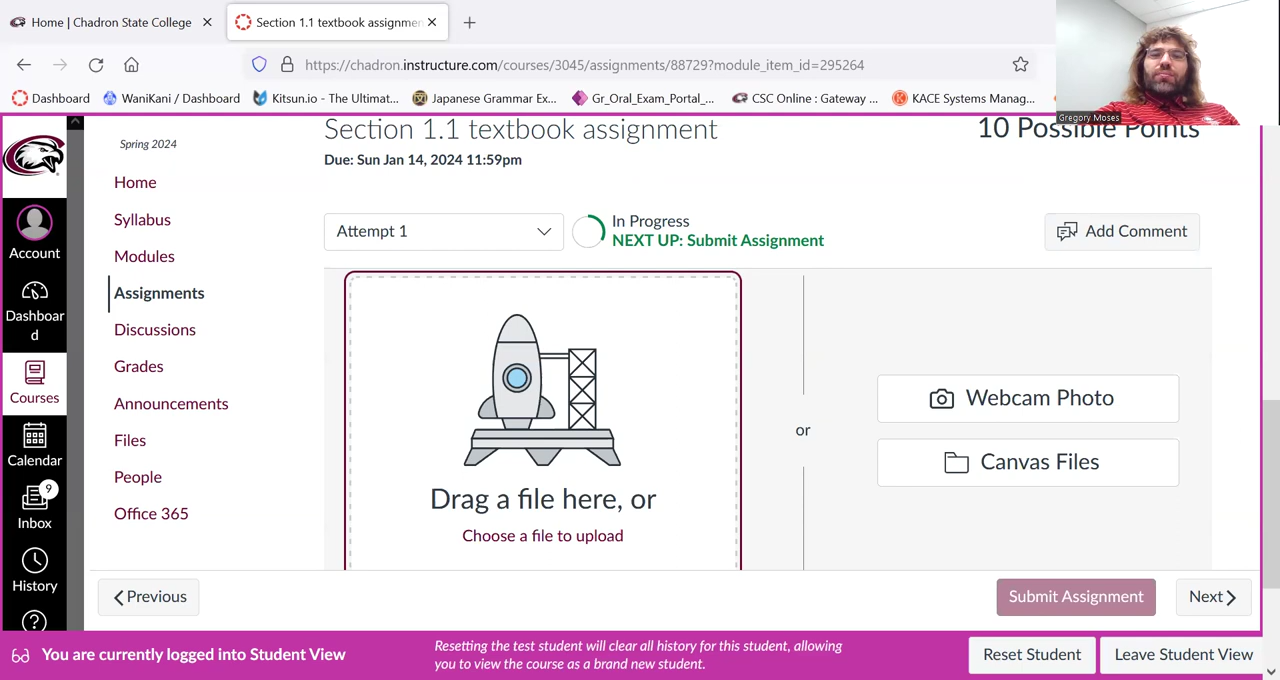 Home | Chadron State College
Section 1.1 textbook assignmen
https://chadron.instructure.com/courses/3045/assignments/88729?module_item_id=295264
Dashboard
WaniKani / Dashboard
Kitsun.io - The Ultimat...
Japanese Grammar Ex...
Gr_Oral_Exam_Portal_...
CSC Online : Gateway ...
KACE Systems Manag...
Gregory Moses
Section 1.1 textbook assignment
10 Possible Points
Due: Sun Jan 14, 2024 11:59pm
Spring 2024
Home
Syllabus
Modules
Assignments
Discussions
Grades
Announcements
Files
People
Office 365
Account
Dashboar
d
Courses
Calendar
9
Inbox
History
Attempt 1
In Progress
NEXT UP: Submit Assignment
Add Comment
Drag a file here, or
Choose a file to upload
or
Webcam Photo
Canvas Files
Previous
Submit Assignment
Next
You are currently logged into Student View
Resetting the test student will clear all history for this student, allowing
you to view the course as a brand new student.
Reset Student
Leave Student View